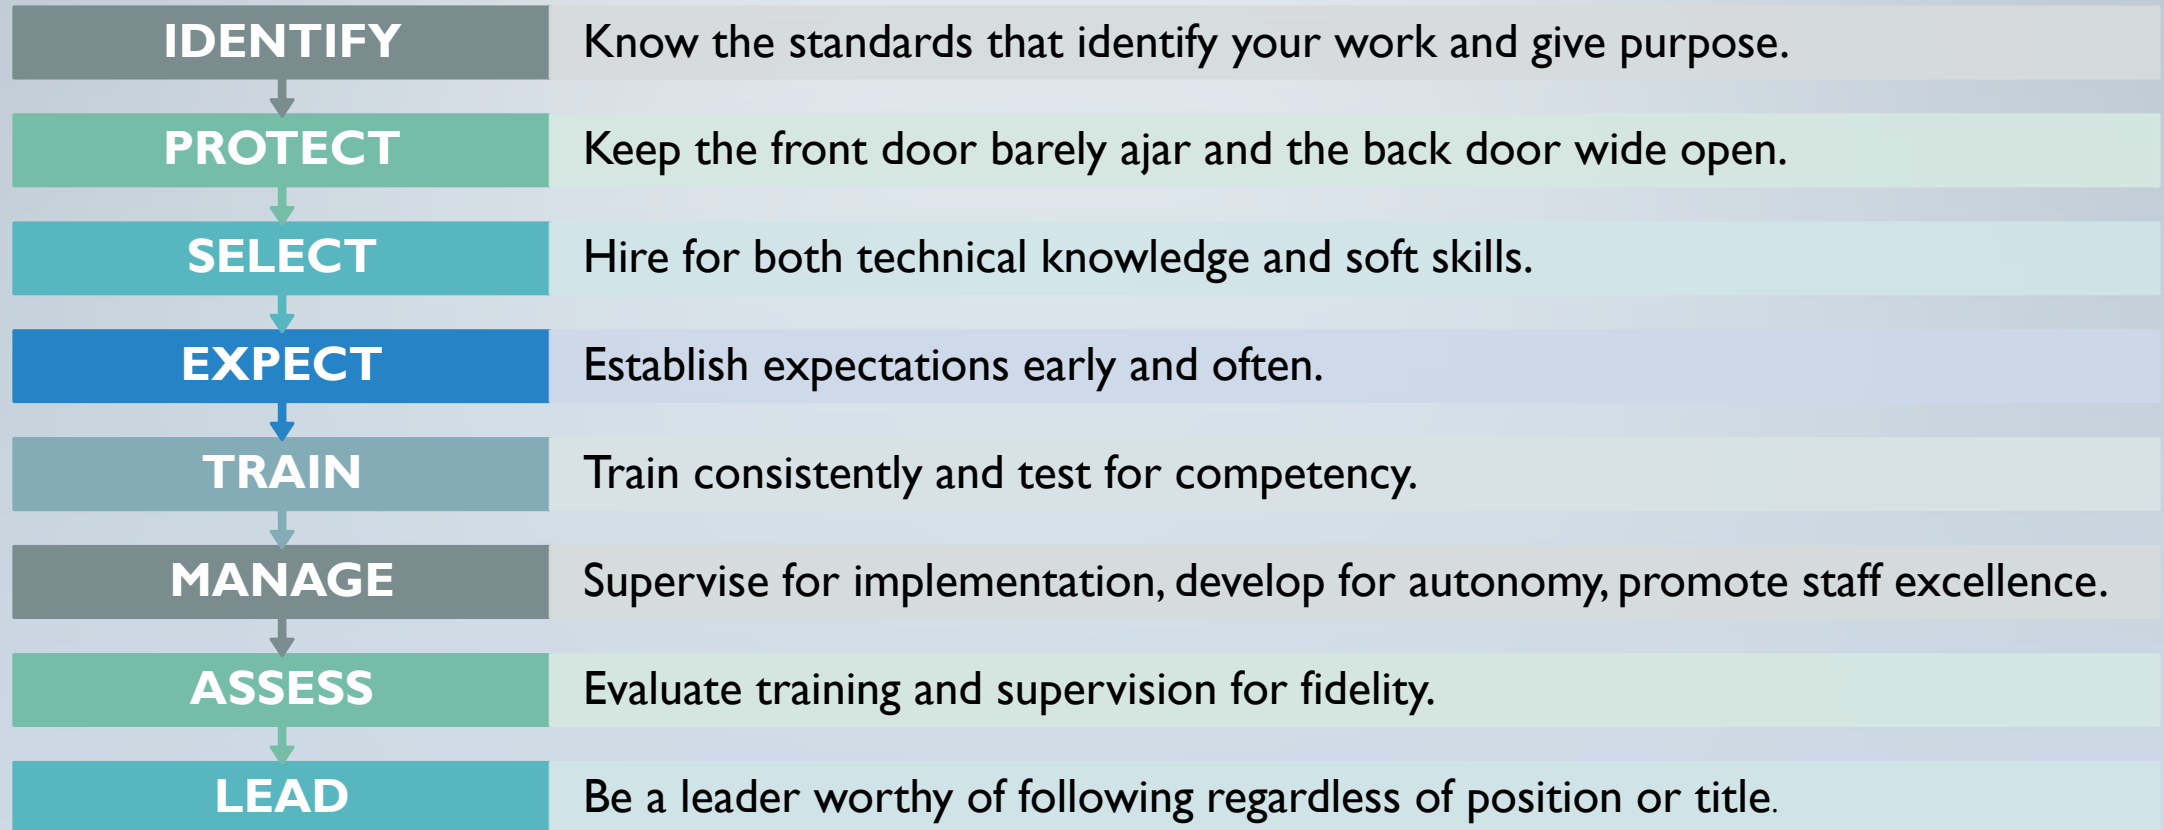 IDENTIFY
Know the standards that identify your work and give purpose.
PROTECT
Keep the front door barely ajar and the back door wide open.
SELECT
Hire for both technical knowledge and soft skills.
EXPECT
Establish expectations early and often.
TRAIN
Train consistently and test for competency.
MANAGE
Supervise for implementation, develop for autonomy, promote staff excellence.
ASSESS
Evaluate training and supervision for fidelity.
LEAD
Be a leader worthy of following regardless of position or title.